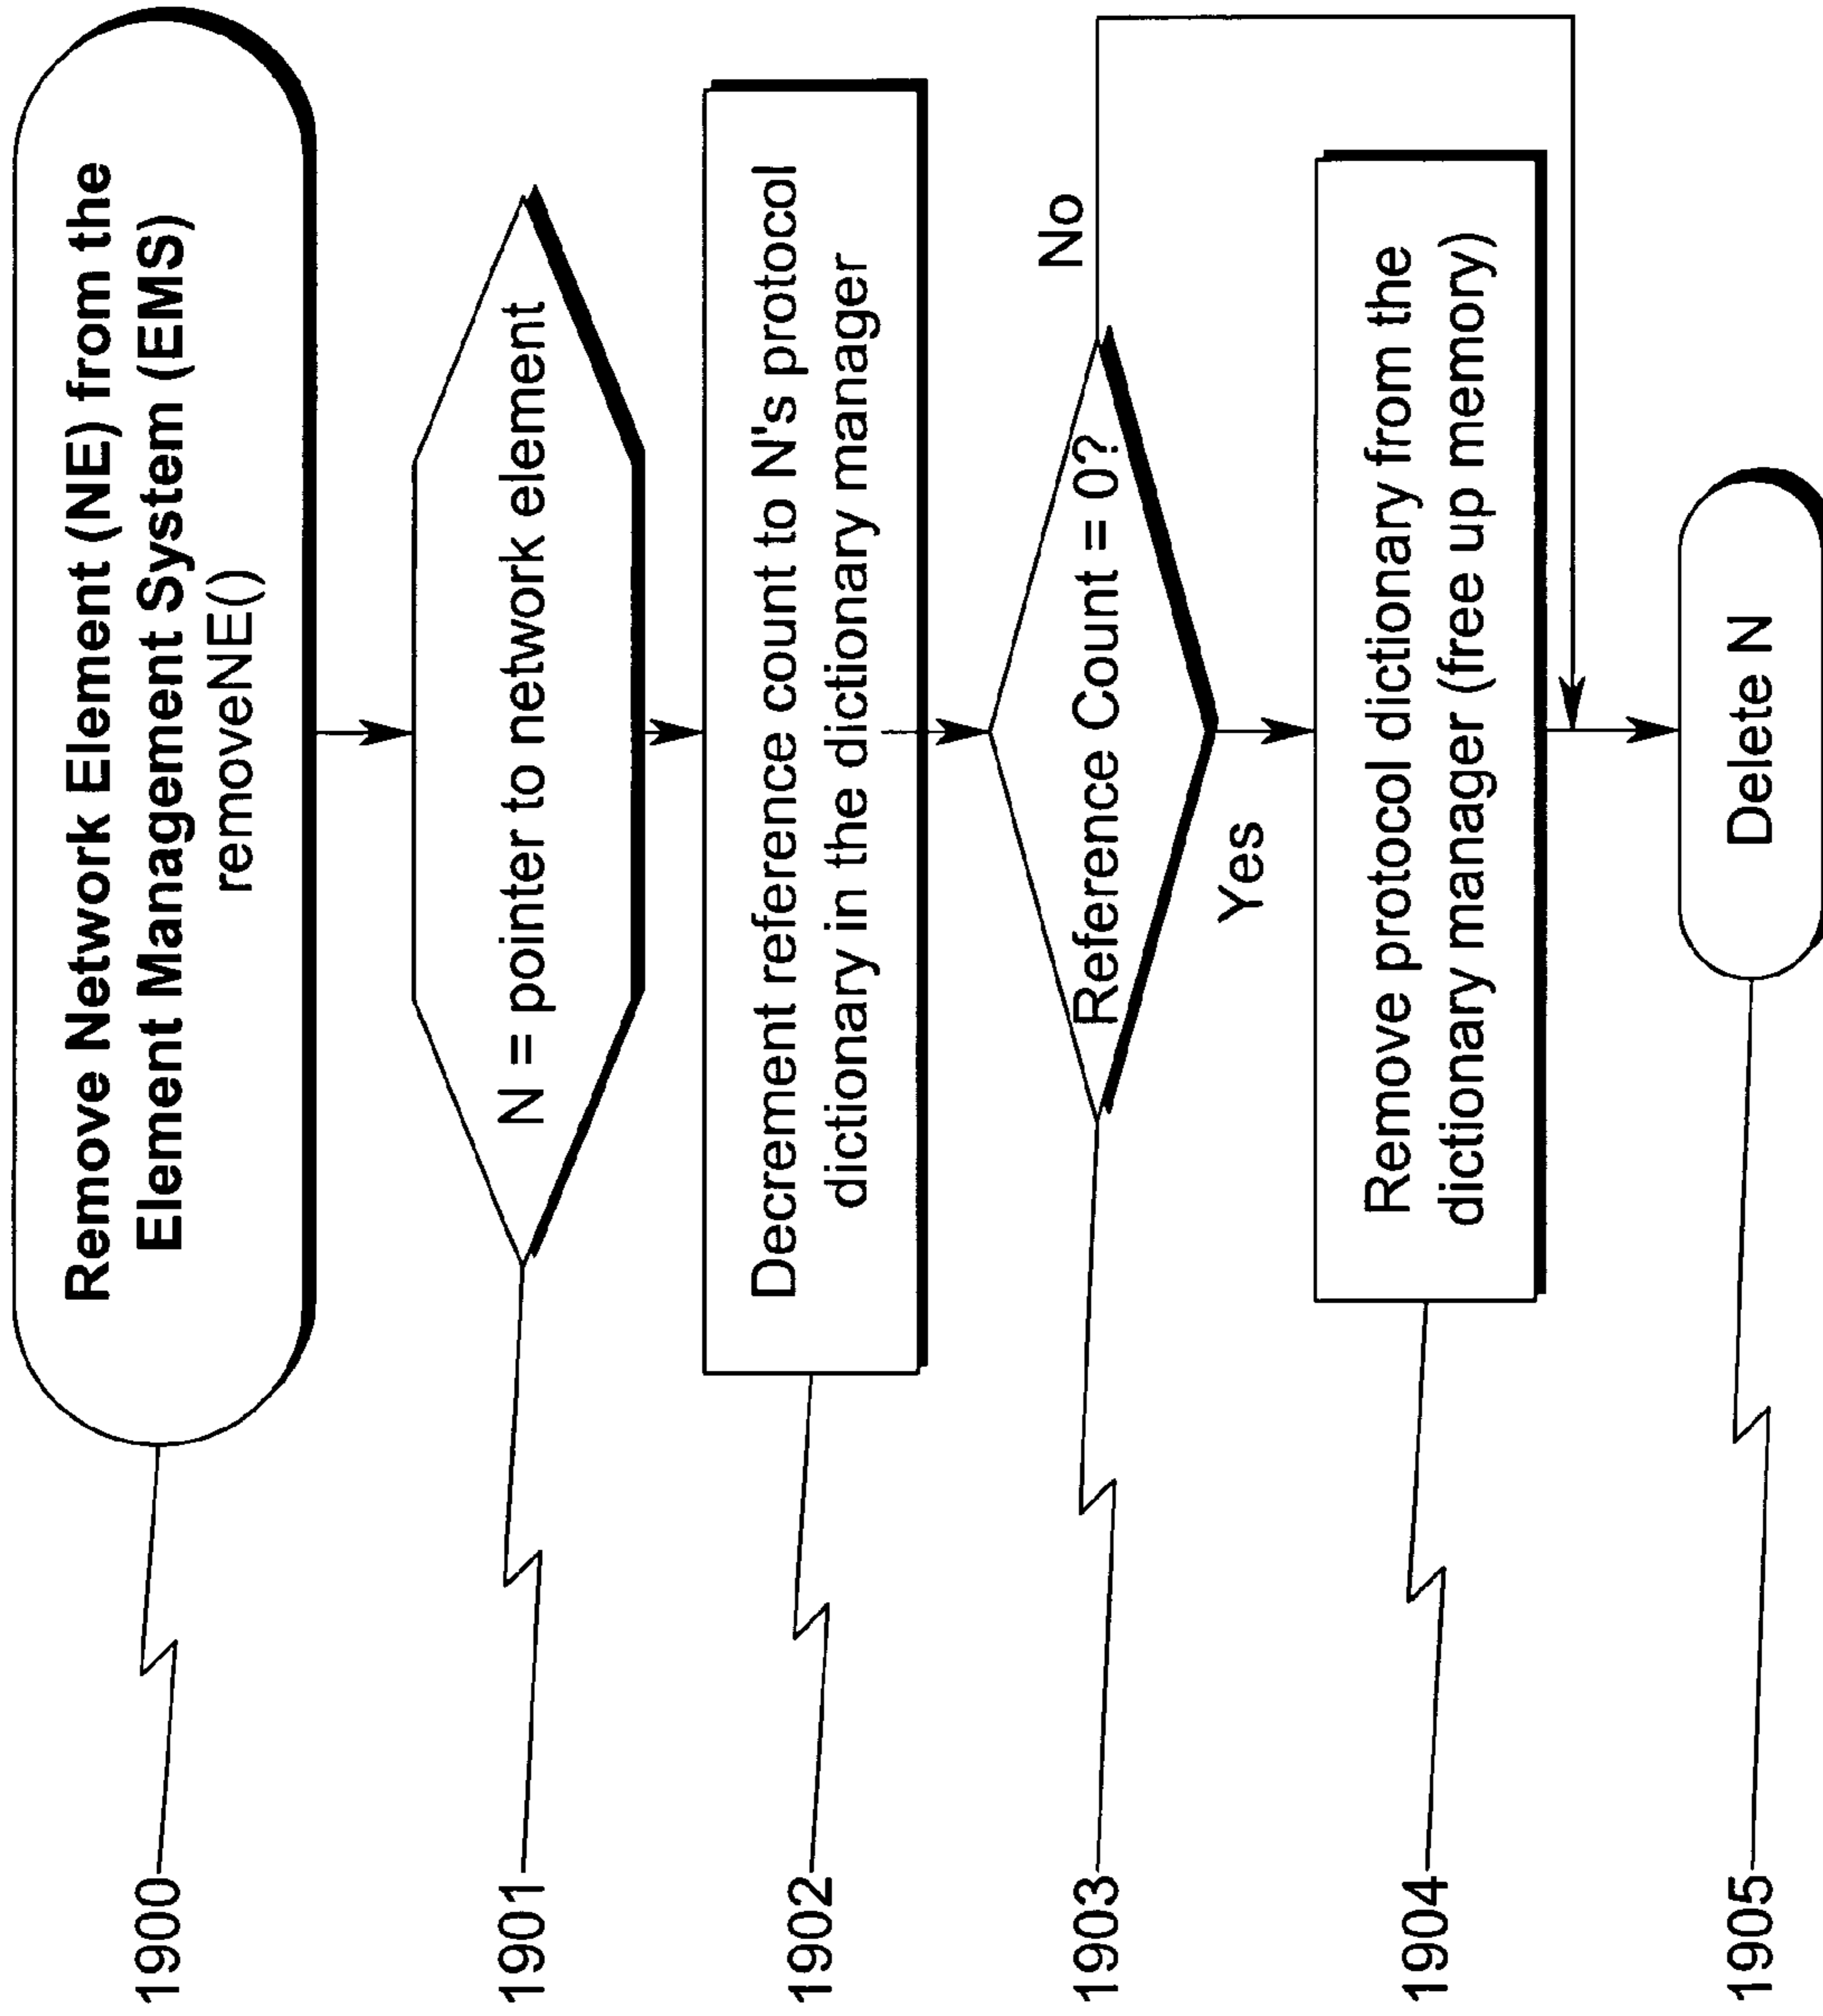 1900
Remove Network Element (NE) from the
Element Management System (EMS)
removeNE()
1901
N = pointer to network element
1902
Decrement reference count to N's protocol
dictionary in the dictionary manager
1903
Reference Count = 0?
No
Yes
1904
Remove protocol dictionary from the
dictionary manager (free up memory)
1905
Delete N